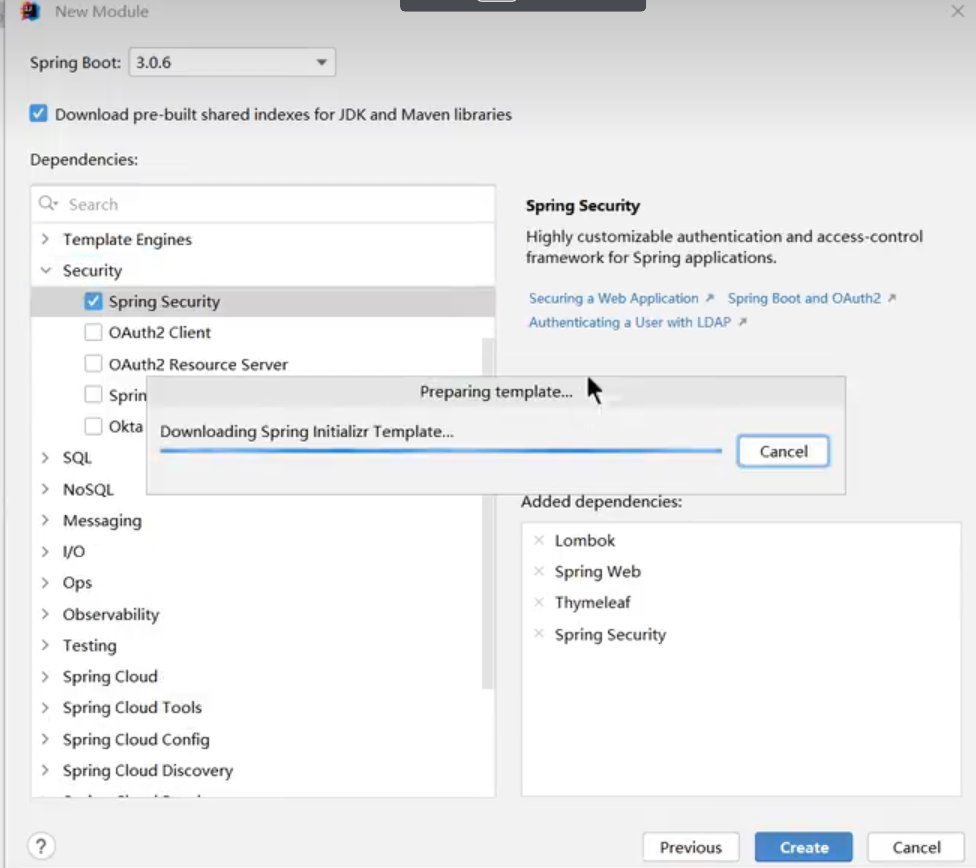 New Module
Spring Boot: 3.0.6
Download pre-built shared indexes for JDK and Maven libraries
Dependencies:
Search
Template Engines
Security
Spring Security
OAuth2 Client
OAuth2 Resource Server
Sprin
Okta
SQL
NoSQL
Messaging
I/O
Ops
Observability
Testing
Spring Cloud
Spring Cloud Tools
Spring Cloud Config
Spring Cloud Discovery
Spring Security
Highly customizable authentication and access-control
framework for Spring applications.
Securing a Web Application ↗ Spring Boot and OAuth2 ↗
Authenticating a User with LDAP ↗
Preparing template...
Downloading Spring Initializr Template...
Cancel
Added dependencies:
Lombok
Spring Web
Thymeleaf
Spring Security
?
Previous
Create
Cancel